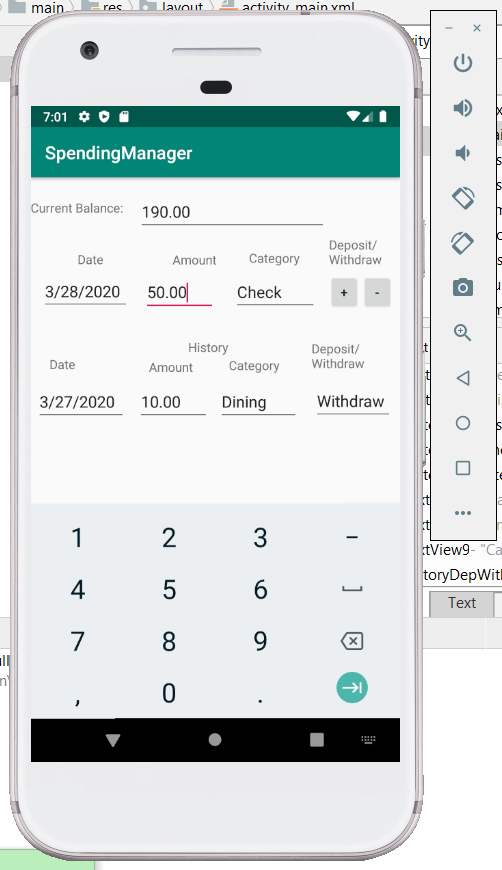 main res layout activity_main.xml
7:01
SpendingManager
Current Balance: 190.00
Deposit/
Withdraw
Date Amount Category
3/28/2020 50.00 Check + -
History
Deposit/
Withdraw
Date Amount Category
3/27/2020 10.00 Dining Withdraw
1 2 3 −
4 5 6
7 8 9
, 0 .
xtView9- "Ca
toryDepWith
Text